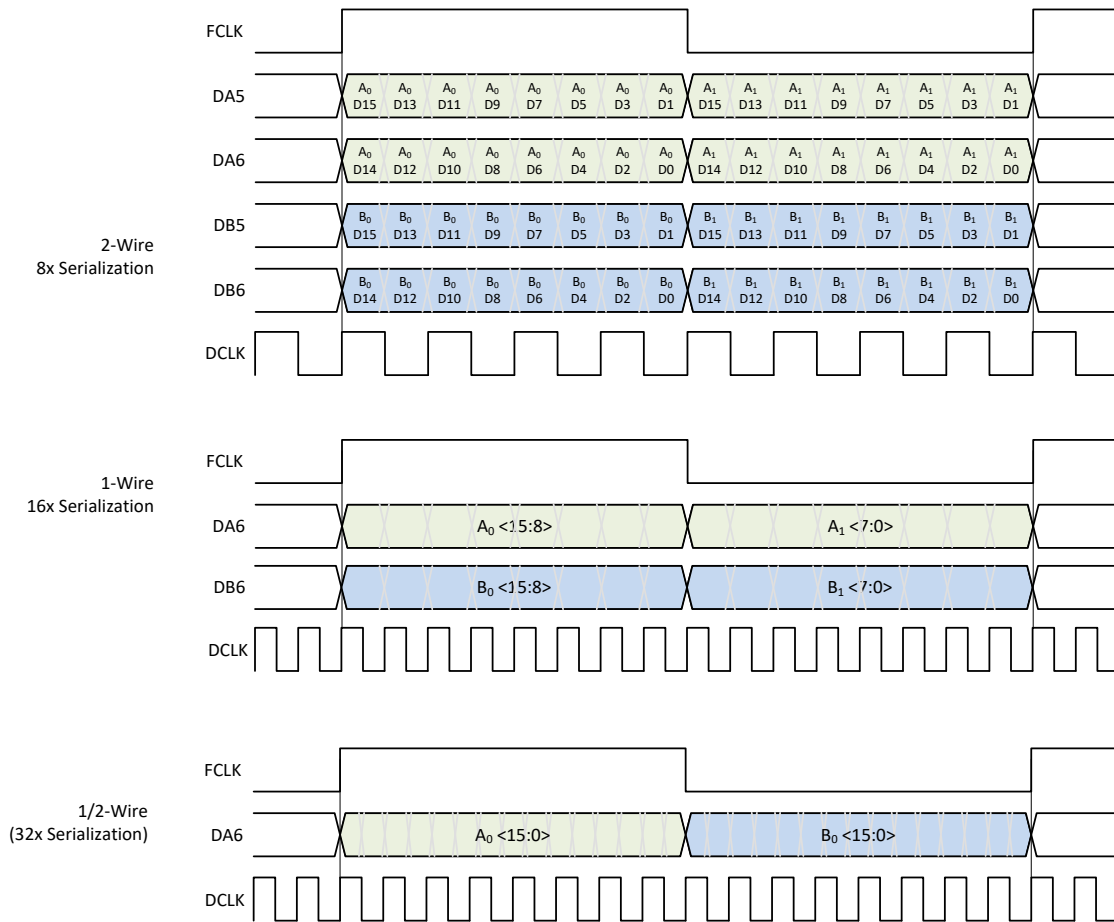 FCLK
DA5
A0 A0 A0 A0 A0 A0 A0 A0 A1 A1 A1 A1 A1 A1 A1 A1
D15 D13 D11 D9 D7 D5 D3 D1 D15 D13 D11 D9 D7 D5 D3 D1
DA6
A0 A0 A0 A0 A0 A0 A0 A0 A1 A1 A1 A1 A1 A1 A1 A1
D14 D12 D10 D8 D6 D4 D2 D0 D14 D12 D10 D8 D6 D4 D2 D0
2-Wire
8x Serialization
DB5
B0 B0 B0 B0 B0 B0 B0 B0 B1 B1 B1 B1 B1 B1 B1 B1
D15 D13 D11 D9 D7 D5 D3 D1 D15 D13 D11 D9 D7 D5 D3 D1
DB6
B0 B0 B0 B0 B0 B0 B0 B0 B1 B1 B1 B1 B1 B1 B1 B1
D14 D12 D10 D8 D6 D4 D2 D0 D14 D12 D10 D8 D6 D4 D2 D0
DCLK
FCLK
1-Wire
16x Serialization
DA6 A0 <15:8> A1 <7:0>
DB6 B0 <15:8> B1 <7:0>
DCLK
FCLK
1/2-Wire
(32x Serialization)
DA6 A0 <15:0> B0 <15:0>
DCLK